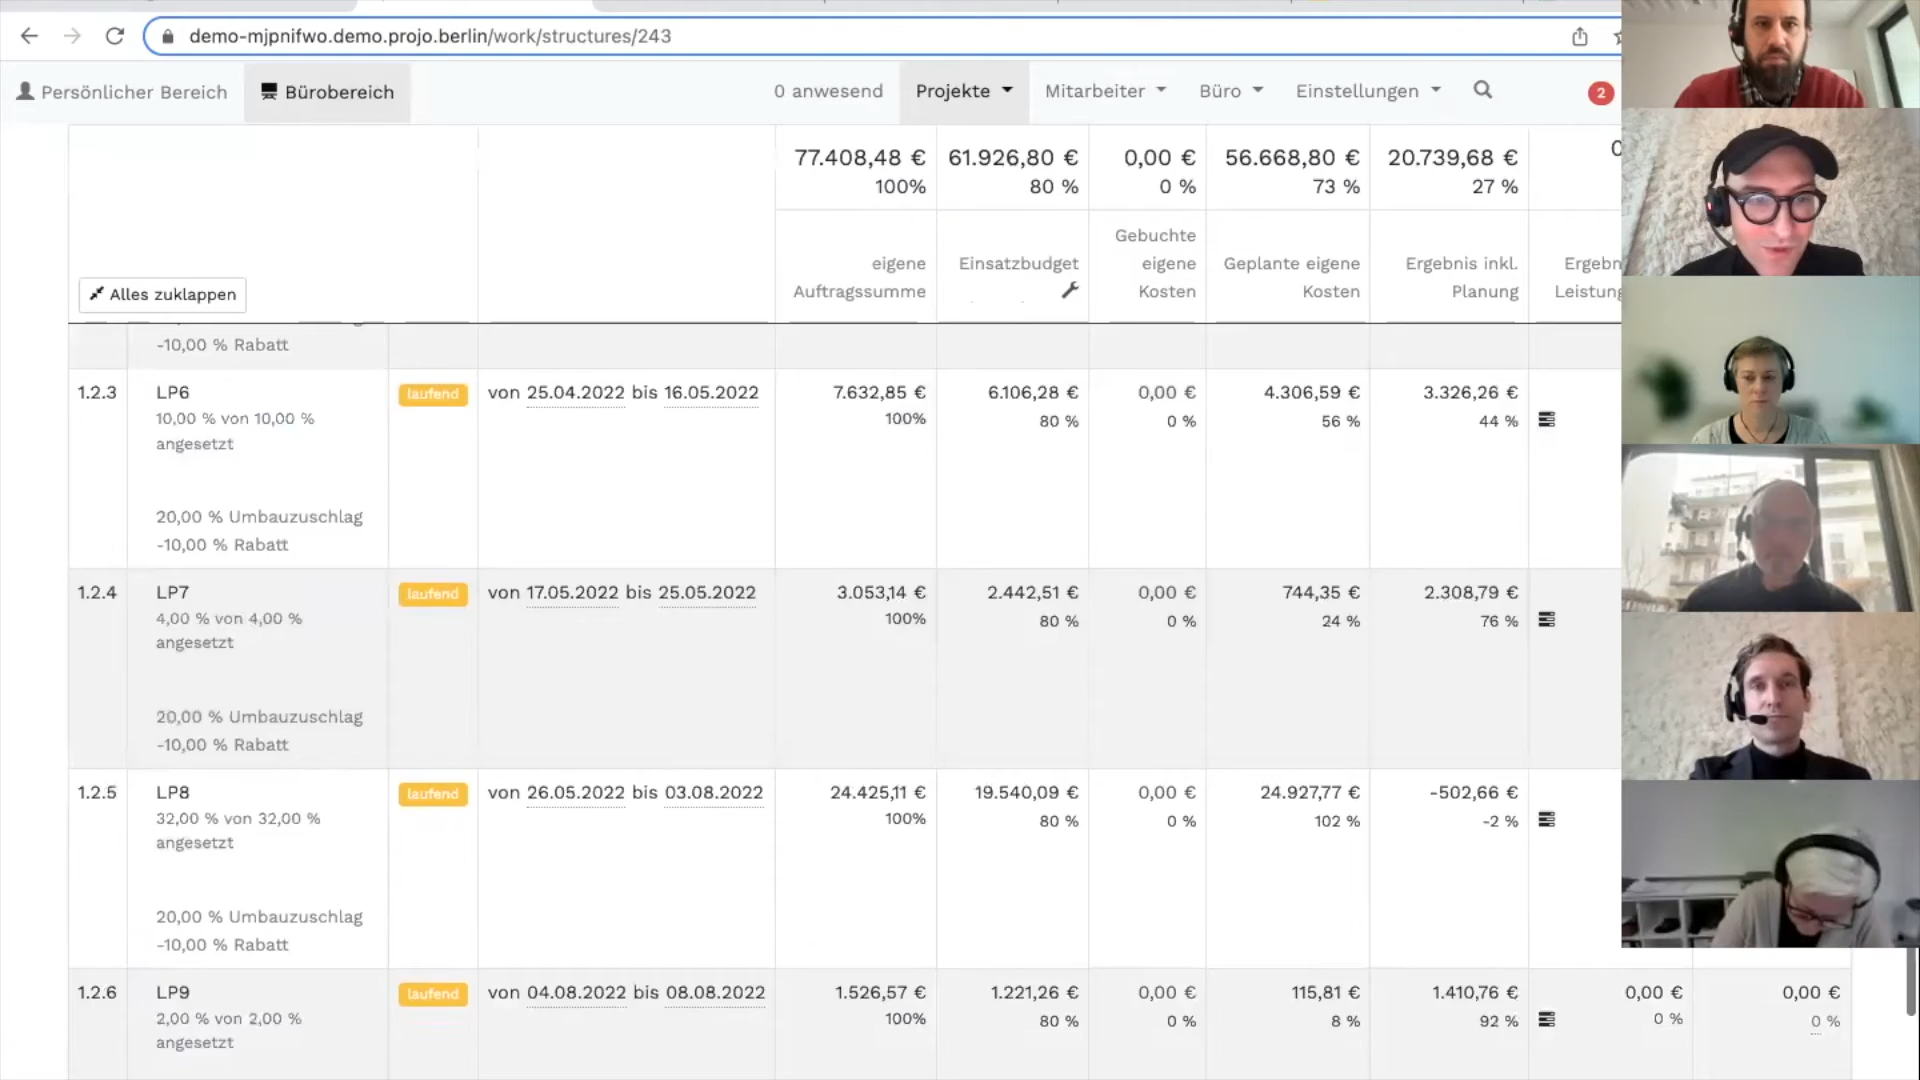 demo-mjpnifwo.demo.projo.berlin/work/structures/243
Persönlicher Bereich Bürobereich 0 anwesend Projekte Mitarbeiter Büro Einstellungen 2
77.408,48 € 61.926,80 € 0,00 € 56.668,80 € 20.739,68 € 0
100% 80 % 0 % 73 % 27 %
eigene Auftragssumme
Einsatzbudget
Gebuchte eigene Kosten
Geplante eigene Kosten
Ergebnis inkl. Planung
Alles zuklappen
-10,00 % Rabatt
1.2.3 LP6 laufend von 25.04.2022 bis 16.05.2022 7.632,85 € 6.106,28 € 0,00 € 4.306,59 € 3.326,26 €
10,00 % von 10,00 % 100% 80 % 0 % 56 % 44 %
angesetzt
20,00 % Umbauzuschlag
-10,00 % Rabatt
1.2.4 LP7 laufend von 17.05.2022 bis 25.05.2022 3.053,14 € 2.442,51 € 0,00 € 744,35 € 2.308,79 €
4,00 % von 4,00 % 100% 80 % 0 % 24 % 76 %
angesetzt
20,00 % Umbauzuschlag
-10,00 % Rabatt
1.2.5 LP8 laufend von 26.05.2022 bis 03.08.2022 24.425,11 € 19.540,09 € 0,00 € 24.927,77 € -502,66 €
32,00 % von 32,00 % 100% 80 % 0 % 102 % -2 %
angesetzt
20,00 % Umbauzuschlag
-10,00 % Rabatt
1.2.6 LP9 laufend von 04.08.2022 bis 08.08.2022 1.526,57 € 1.221,26 € 0,00 € 115,81 € 1.410,76 € 0,00 € 0,00 €
2,00 % von 2,00 % 100% 80 % 0 % 8 % 92 % 0 % 0 %
angesetzt